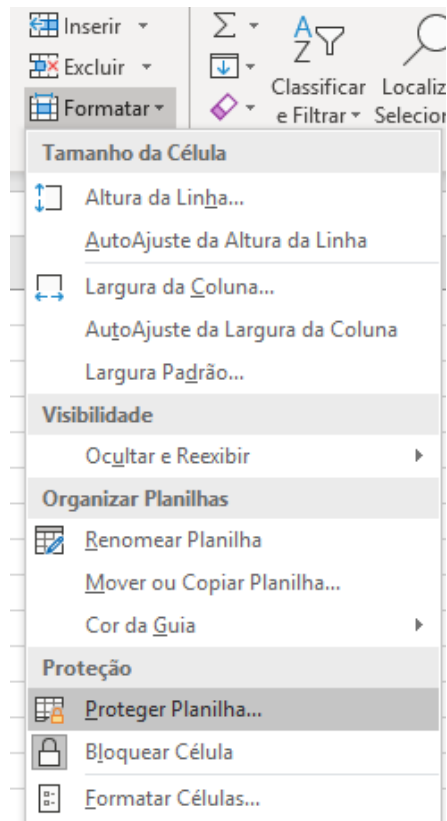 Inserir
Excluir
Formatar
Classificar
e Filtrar
Tamanho da Célula
Altura da Linha...
AutoAjuste da Altura da Linha
Largura da Coluna...
AutoAjuste da Largura da Coluna
Largura Padrão...
Visibilidade
Ocultar e Reexibir
Organizar Planilhas
Renomear Planilha
Mover ou Copiar Planilha...
Cor da Guia
Proteção
Proteger Planilha...
Bloquear Célula
Formatar Células...